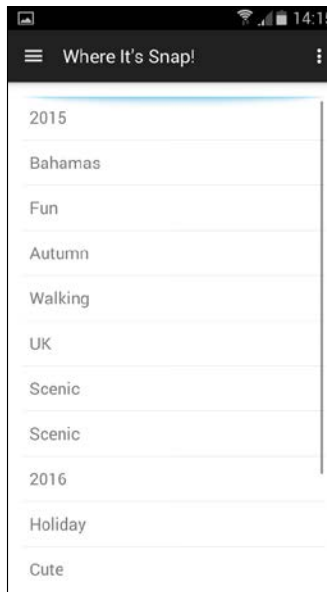 14:15
Where It's Snap!
2015
Bahamas
Fun
Autumn
Walking
UK
Scenic
Scenic
2016
Holiday
Cute